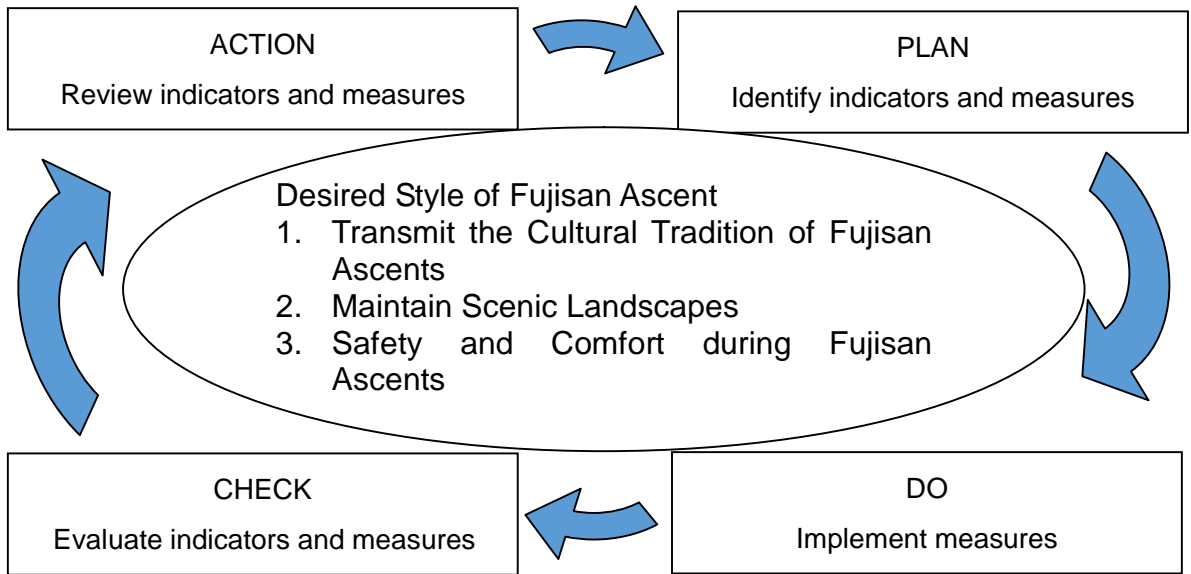 ACTION
Review indicators and measures
PLAN
Identify indicators and measures
Desired Style of Fujisan Ascent
1. Transmit the Cultural Tradition of Fujisan
Ascents
2. Maintain Scenic Landscapes
3. Safety and Comfort during Fujisan
Ascents
CHECK
Evaluate indicators and measures
DO
Implement measures